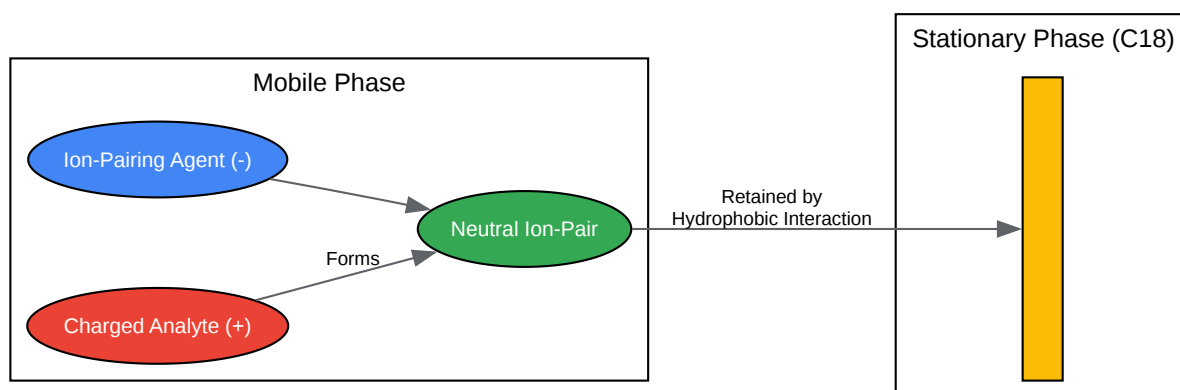 Stationary Phase (C18)
Mobile Phase
Ion-Pairing Agent (-)
Neutral Ion-Pair
Retained by
Hydrophobic Interaction
Forms
Charged Analyte (+)